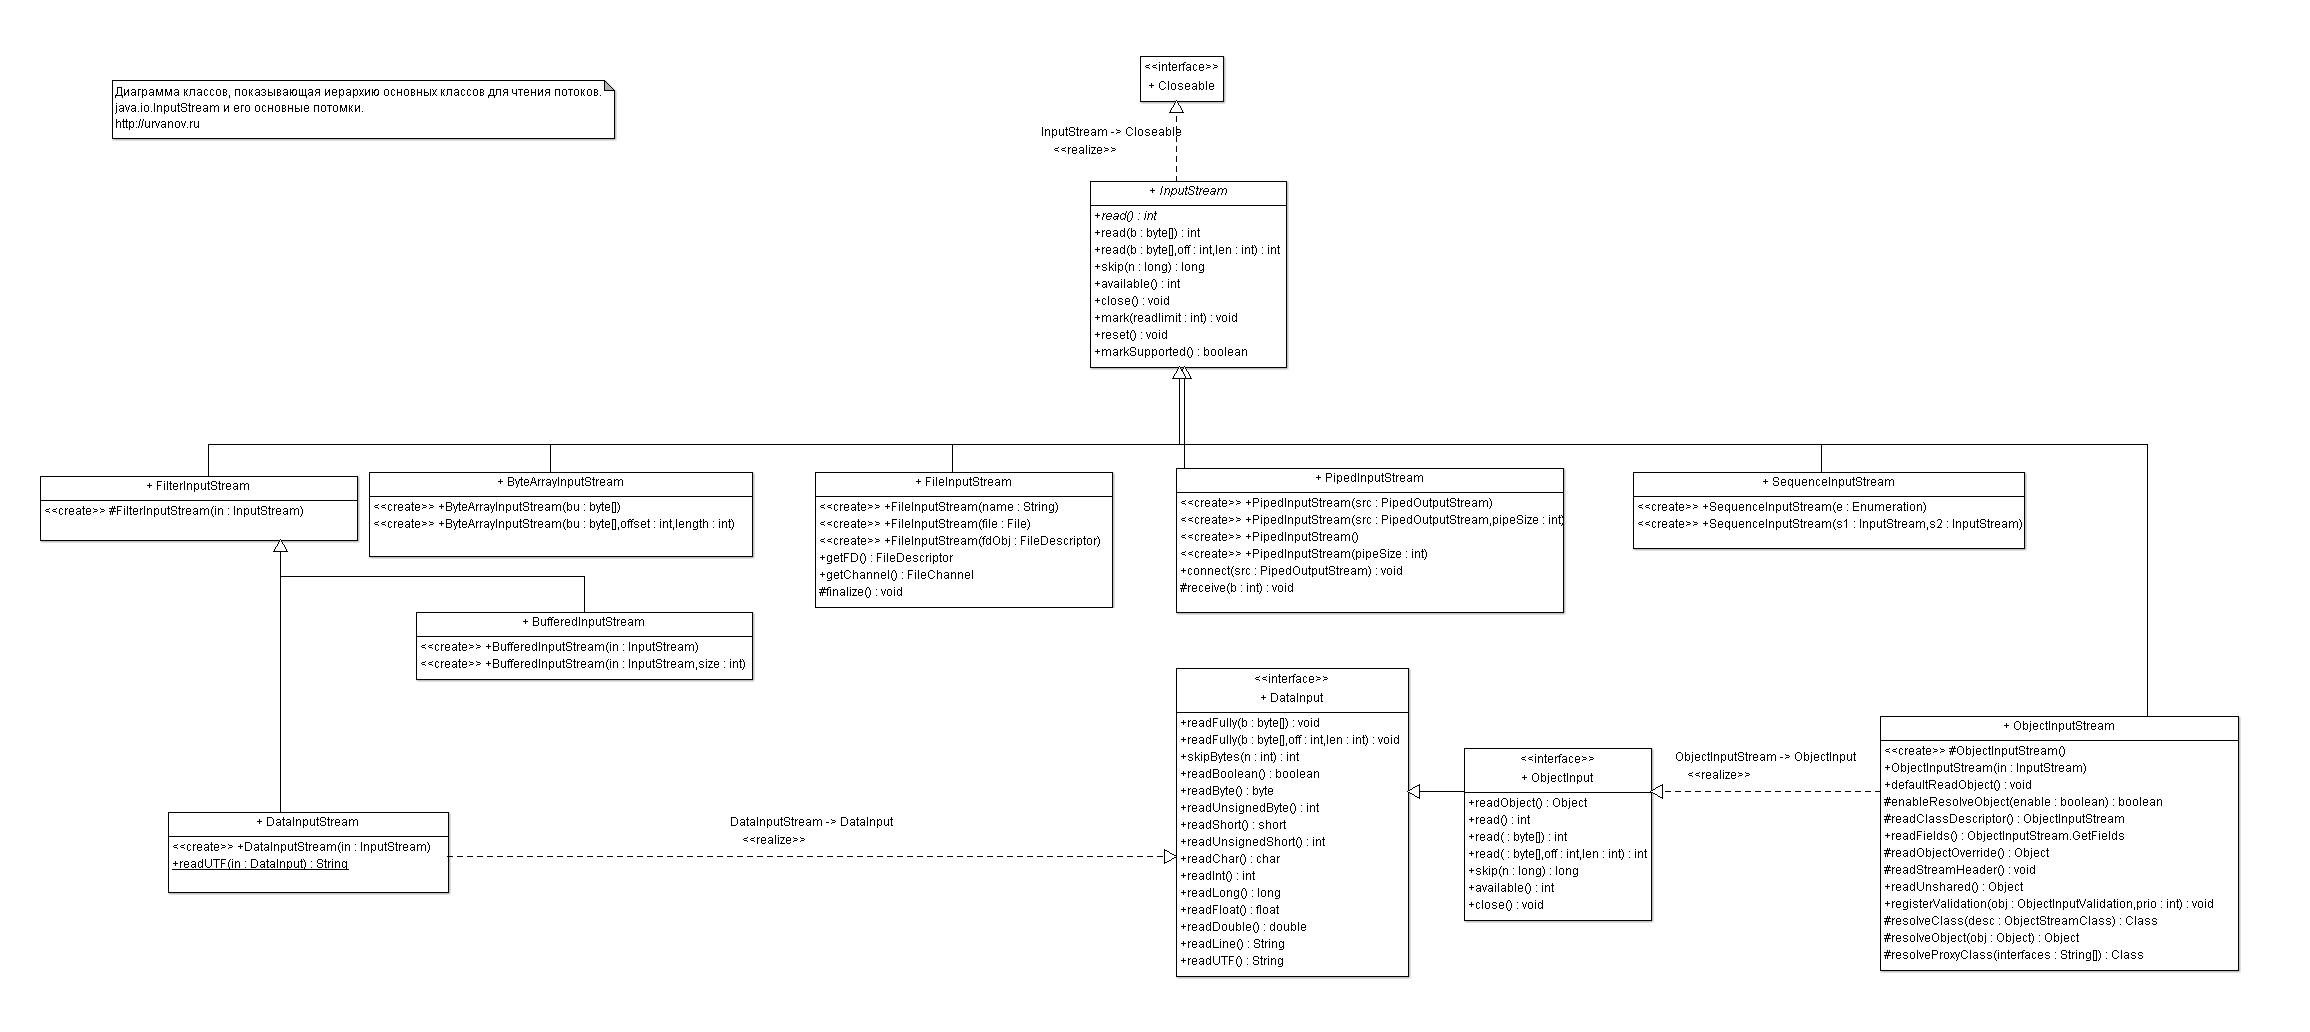 Диаграмма классов, показывающая иерархию основных классов для чтения потоков.
java.io.InputStream и его основные потомки.
http://urvanov.ru
<<interface>>
+ Closeable
InputStream -> Closeable
<<realize>>
+ InputStream
+read() : int
+read(b : byte[]) : int
+read(b : byte[],off : int,len : int) : int
+skip(n : long) : long
+available() : int
+close() : void
+mark(readlimit : int) : void
+reset() : void
+markSupported() : boolean
+ FilterInputStream
<<create>> #FilterInputStream(in : InputStream)
+ ByteArrayInputStream
<<create>> +ByteArrayInputStream(bu : byte[])
<<create>> +ByteArrayInputStream(bu : byte[],offset : int,length : int)
+ FileInputStream
<<create>> +FileInputStream(name : String)
<<create>> +FileInputStream(file : File)
<<create>> +FileInputStream(fdObj : FileDescriptor)
+getFD() : FileDescriptor
+getChannel() : FileChannel
#finalize() : void
+ PipedInputStream
<<create>> +PipedInputStream(src : PipedOutputStream)
<<create>> +PipedInputStream(src : PipedOutputStream,pipeSize : int)
<<create>> +PipedInputStream()
<<create>> +PipedInputStream(pipeSize : int)
+connect(src : PipedOutputStream) : void
#receive(b : int) : void
+ SequenceInputStream
<<create>> +SequenceInputStream(e : Enumeration)
<<create>> +SequenceInputStream(s1 : InputStream,s2 : InputStream)
+ BufferedInputStream
<<create>> +BufferedInputStream(in : InputStream)
<<create>> +BufferedInputStream(in : InputStream,size : int)
+ DataInputStream
<<create>> +DataInputStream(in : InputStream)
+readUTF(in : DataInput) : String
DataInputStream -> DataInput
<<realize>>
<<interface>>
+ DataInput
+readFully(b : byte[]) : void
+readFully(b : byte[],off : int,len : int) : void
+skipBytes(n : int) : int
+readBoolean() : boolean
+readByte() : byte
+readUnsignedByte() : int
+readShort() : short
+readUnsignedShort() : int
+readChar() : char
+readInt() : int
+readLong() : long
+readFloat() : float
+readDouble() : double
+readLine() : String
+readUTF() : String
<<interface>>
+ ObjectInput
+readObject() : Object
+read() : int
+read( : byte[]) : int
+read( : byte[],off : int,len : int) : int
+skip(n : long) : long
+available() : int
+close() : void
ObjectInputStream -> ObjectInput
<<realize>>
+ ObjectInputStream
<<create>> #ObjectInputStream()
+ObjectInputStream(in : InputStream)
+defaultReadObject() : void
#enableResolveObject(enable : boolean) : boolean
#readClassDescriptor() : ObjectInputStream
+readFields() : ObjectInputStream.GetFields
#readObjectOverride() : Object
#readStreamHeader() : void
+readUnshared() : Object
+registerValidation(obj : ObjectInputValidation,prio : int) : void
#resolveClass(desc : ObjectStreamClass) : Class
#resolveObject(obj : Object) : Object
#resolveProxyClass(interfaces : String[]) : Class